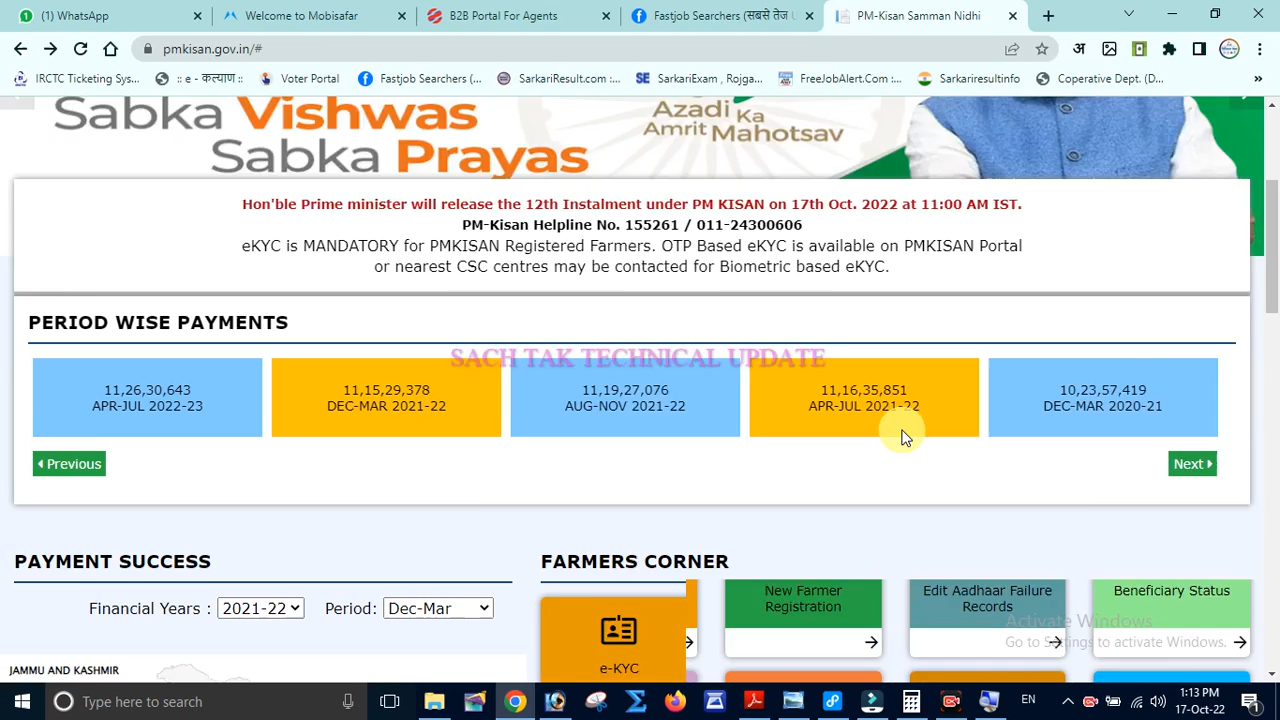 (1) WhatsApp
Welcome to Mobisafar
B2B Portal For Agents
Fastjob Searchers (सबसे तेज
PM-Kisan Samman Nidhi
pmkisan.gov.in/#
IRCTC Ticketing Sys...
:: e - कल्याण ::
Voter Portal
Fastjob Searchers (...
SarkariResult.com :...
SarkariExam , Rojga...
FreeJobAlert.Com :...
Sarkariresultinfo
Coperative Dept. (D...
Sabka Vishwas
Sabka Prayas
Azadi Ka
Amrit Mahotsav
Hon'ble Prime minister will release the 12th Instalment under PM KISAN on 17th Oct. 2022 at 11:00 AM IST.
PM-Kisan Helpline No. 155261 / 011-24300606
eKYC is MANDATORY for PMKISAN Registered Farmers. OTP Based eKYC is available on PMKISAN Portal
or nearest CSC centres may be contacted for Biometric based eKYC.
PERIOD WISE PAYMENTS
SACH TAK TECHNICAL UPDATE
11,26,30,643
APR-JUL 2022-23
11,15,29,378
DEC-MAR 2021-22
11,19,27,076
AUG-NOV 2021-22
11,16,35,851
APR-JUL 2021-22
10,23,57,419
DEC-MAR 2020-21
Previous
Next
PAYMENT SUCCESS
Financial Years : 2021-22 Period: Dec-Mar
JAMMU AND KASHMIR
FARMERS CORNER
e-KYC
New Farmer
Registration
Edit Aadhaar Failure
Records
Beneficiary Status
Activate Windows
Go to Settings to activate Windows.
Type here to search
EN
1:13 PM
17-Oct-22